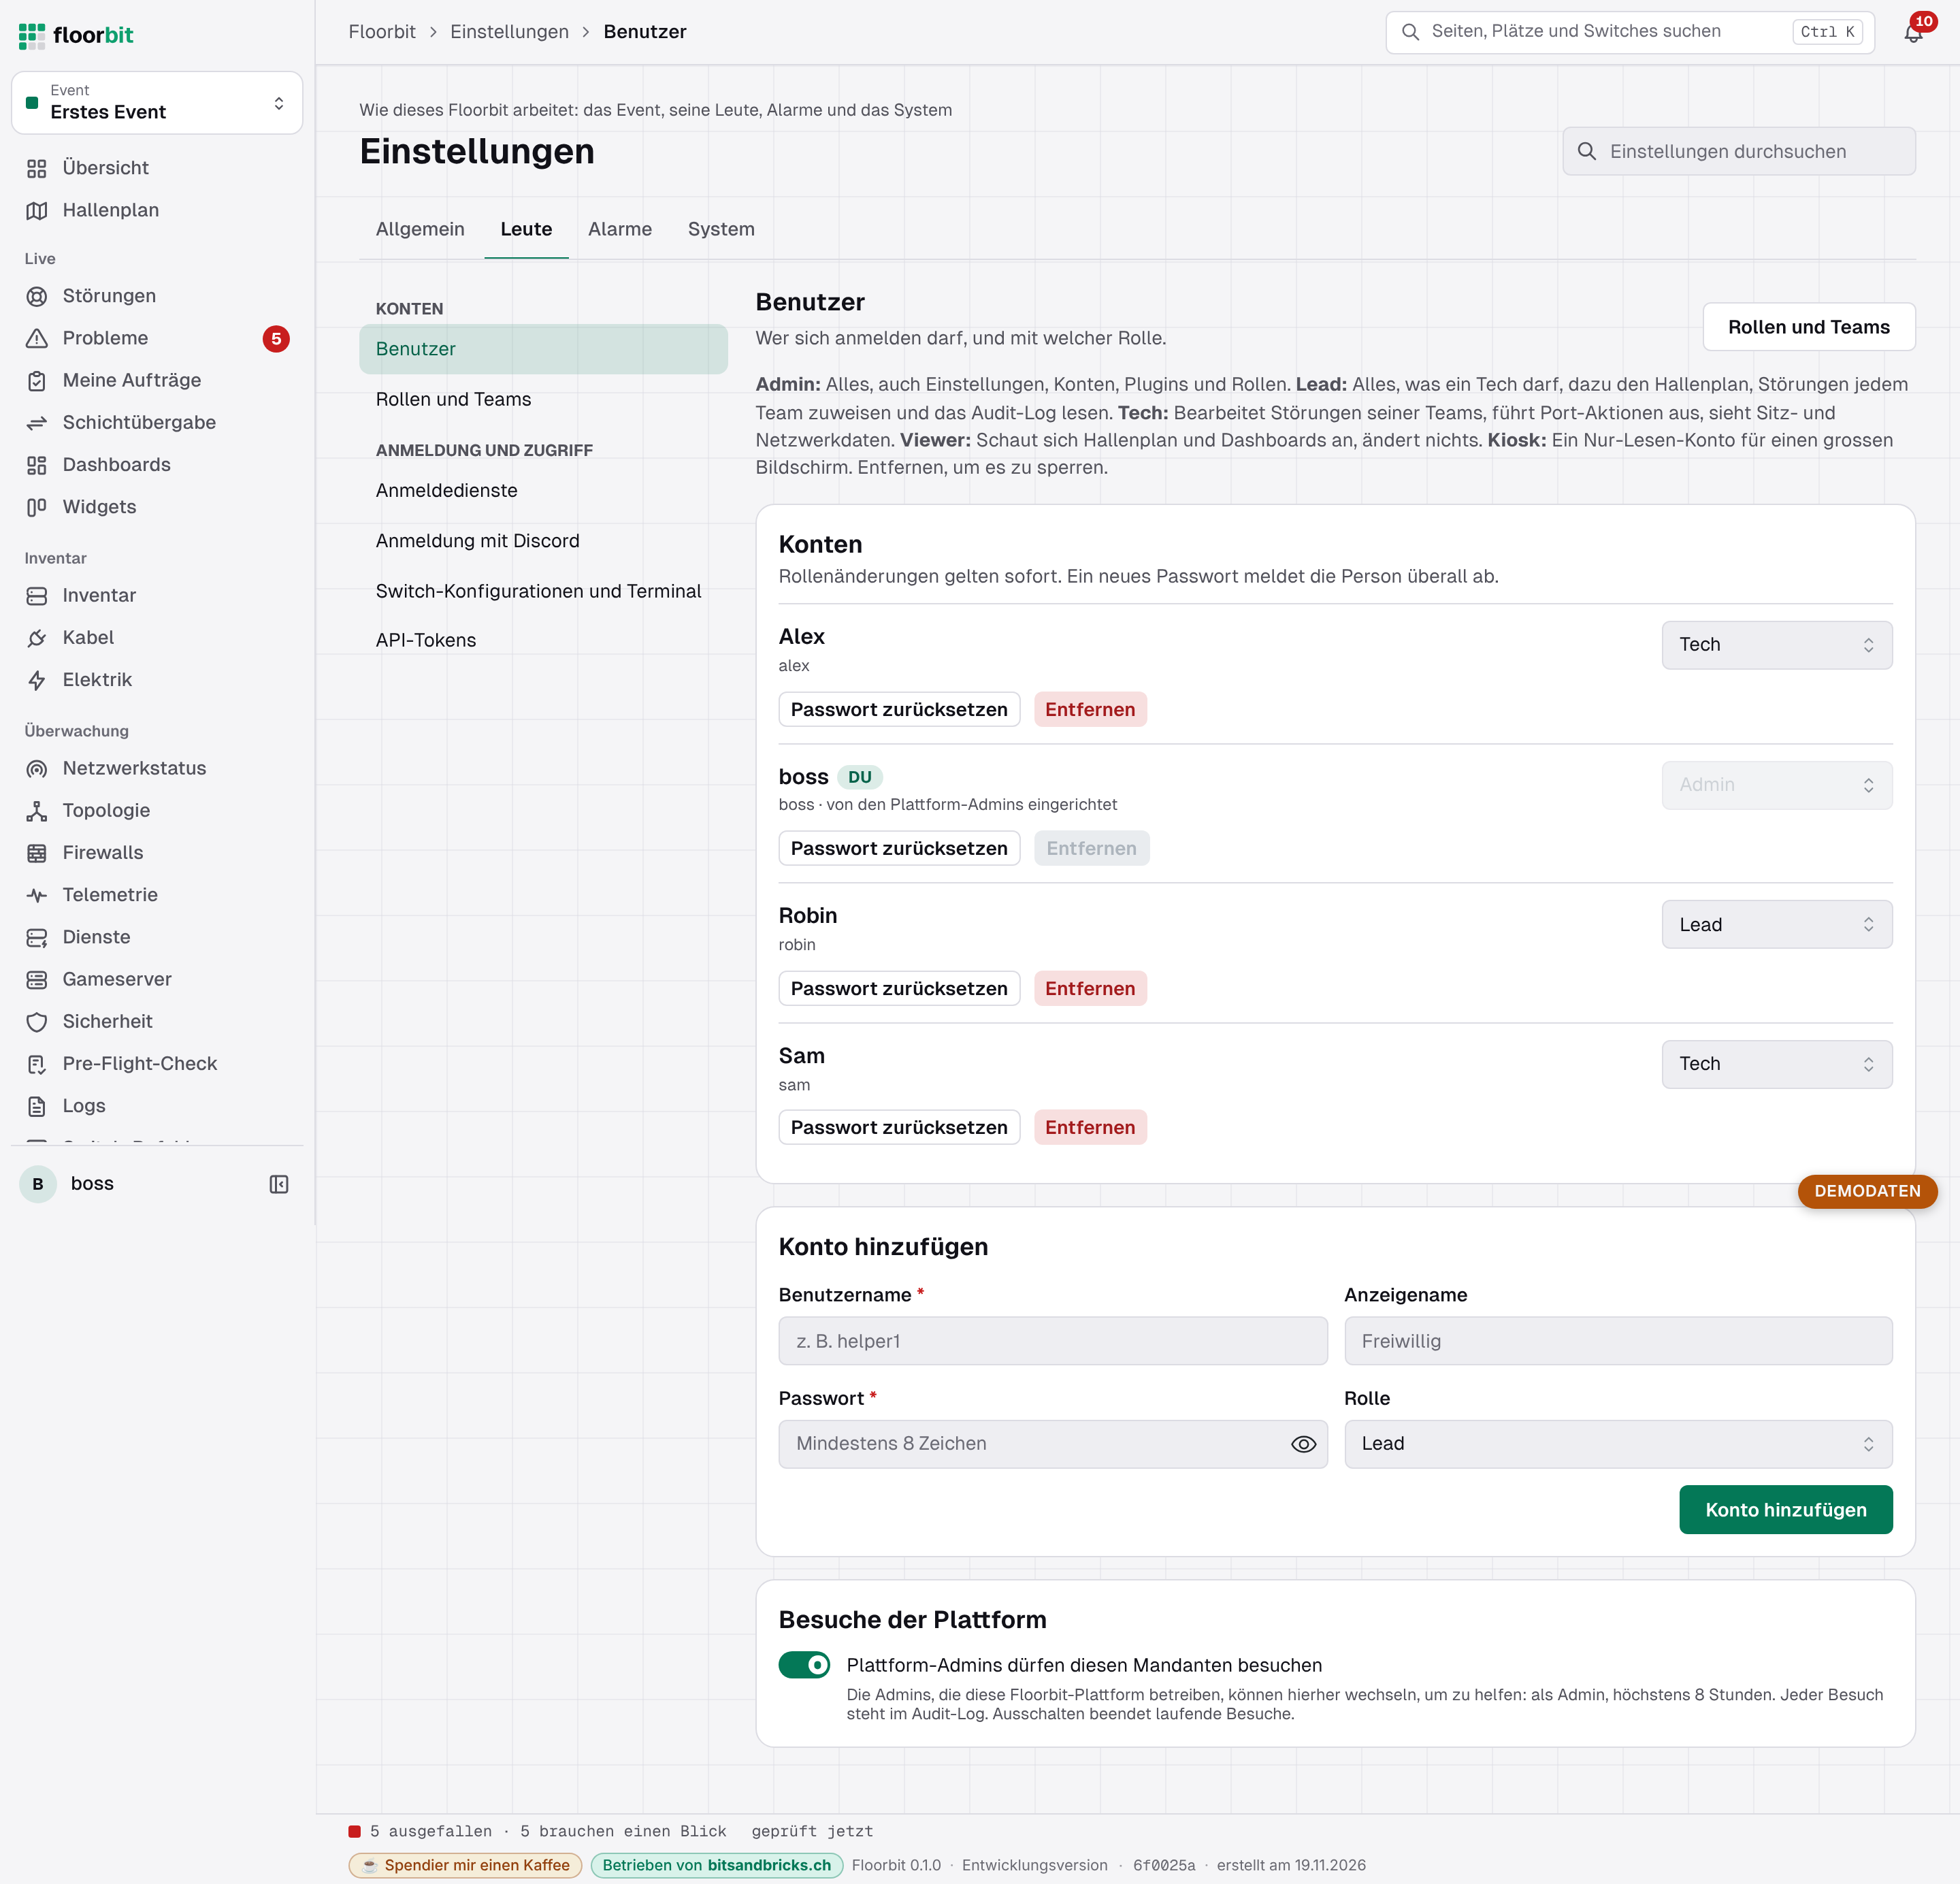 floorbit
Event
Erstes Event
Übersicht
Hallenplan
Live
Störungen
Probleme
5
Meine Aufträge
Schichtübergabe
Dashboards
Widgets
Inventar
Inventar
Kabel
Elektrik
Überwachung
Netzwerkstatus
Topologie
Firewalls
Telemetrie
Dienste
Gameserver
Sicherheit
Pre-Flight-Check
Logs
B
boss
Floorbit > Einstellungen > Benutzer
Seiten, Plätze und Switches suchen
Ctrl K
10
Wie dieses Floorbit arbeitet: das Event, seine Leute, Alarme und das System
Einstellungen
Einstellungen durchsuchen
Allgemein Leute Alarme System
KONTEN
Benutzer
Rollen und Teams
ANMELDUNG UND ZUGRIFF
Anmeldedienste
Anmeldung mit Discord
Switch-Konfigurationen und Terminal
API-Tokens
Benutzer
Wer sich anmelden darf, und mit welcher Rolle.
Rollen und Teams
Admin: Alles, auch Einstellungen, Konten, Plugins und Rollen. Lead: Alles, was ein Tech darf, dazu den Hallenplan, Störungen jedem
Team zuweisen und das Audit-Log lesen. Tech: Bearbeitet Störungen seiner Teams, führt Port-Aktionen aus, sieht Sitz- und
Netzwerkdaten. Viewer: Schaut sich Hallenplan und Dashboards an, ändert nichts. Kiosk: Ein Nur-Lesen-Konto für einen grossen
Bildschirm. Entfernen, um es zu sperren.
Konten
Rollenänderungen gelten sofort. Ein neues Passwort meldet die Person überall ab.
Alex
alex
Tech
Passwort zurücksetzen Entfernen
boss DU
boss · von den Plattform-Admins eingerichtet
Admin
Passwort zurücksetzen Entfernen
Robin
robin
Lead
Passwort zurücksetzen Entfernen
Sam
sam
Tech
Passwort zurücksetzen Entfernen
DEMODATEN
Konto hinzufügen
Benutzername * Anzeigename
z. B. helper1 Freiwillig
Passwort * Rolle
Mindestens 8 Zeichen Lead
Konto hinzufügen
Besuche der Plattform
Plattform-Admins dürfen diesen Mandanten besuchen
Die Admins, die diese Floorbit-Plattform betreiben, können hierher wechseln, um zu helfen: als Admin, höchstens 8 Stunden. Jeder Besuch
steht im Audit-Log. Ausschalten beendet laufende Besuche.
5 ausgefallen · 5 brauchen einen Blick geprüft jetzt
Spendier mir einen Kaffee Betrieben von bitsandbricks.ch Floorbit 0.1.0 · Entwicklungsversion · 6f0025a · erstellt am 19.11.2026